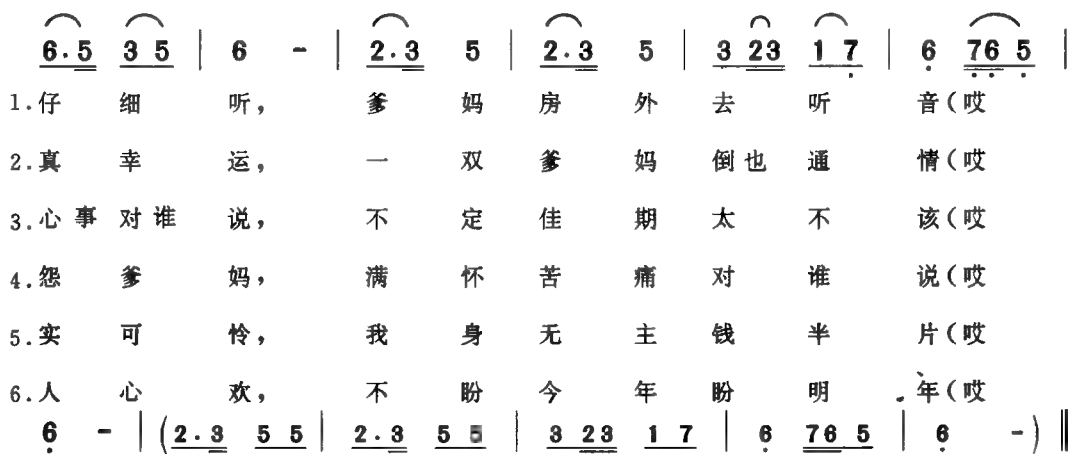 6.5 3 5 | 6 - | 2.3 5 | 2.3 5 | 3 23 1 7 | 6 76 5 |
1.仔 细 听， 爹 妈 房 外 去 听 音（哎
2.真 幸 运， 一 双 爹 妈 倒 也 通 情（哎
3.心 事 对 谁 说， 不 定 佳 期 太 不 该（哎
4.怨 爹 妈， 满 怀 苦 痛 对 谁 说（哎
5.实 可 怜， 我 身 无 主 钱 半 片（哎
6.人 心 欢， 不 盼 今 年 盼 明 年（哎
6 - | (2.3 5 5 | 2.3 5 5 | 3 23 1 7 | 6 76 5 | 6 -) ‖